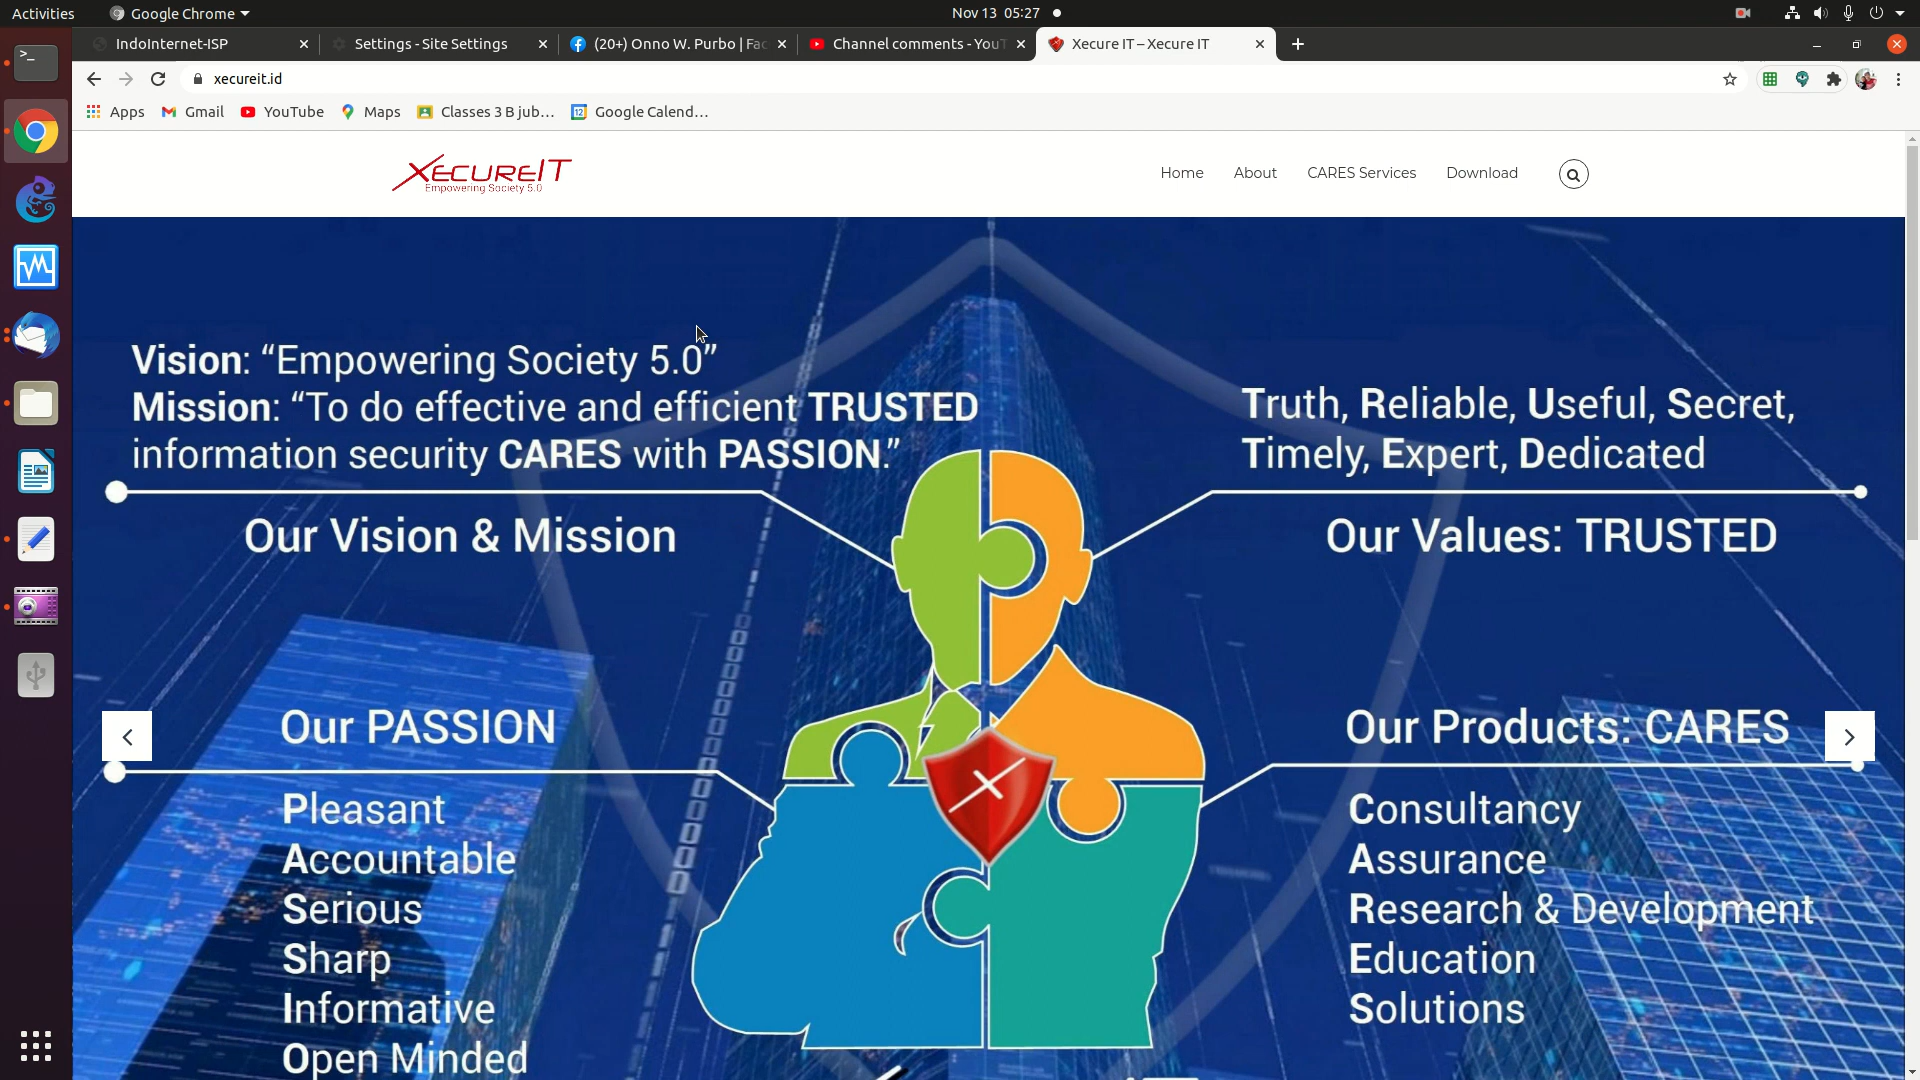 Activities
Google Chrome
Nov 13 05:27
IndoInternet-ISP
Settings - Site Settings
(20+) Onno W. Purbo | Fac
Channel comments - YouT
Xecure IT – Xecure IT
xecureit.id
Apps
Gmail
YouTube
Maps
Classes 3 B jub...
Google Calend...
XECUREIT
Empowering Society 5.0
Home
About
CARES Services
Download
Vision: “Empowering Society 5.0”
Mission: “To do effective and efficient TRUSTED
information security CARES with PASSION.”
Our Vision & Mission
Truth, Reliable, Useful, Secret,
Timely, Expert, Dedicated
Our Values: TRUSTED
Our PASSION
Pleasant
Accountable
Serious
Sharp
Informative
Open Minded
Our Products: CARES
Consultancy
Assurance
Research & Development
Education
Solutions